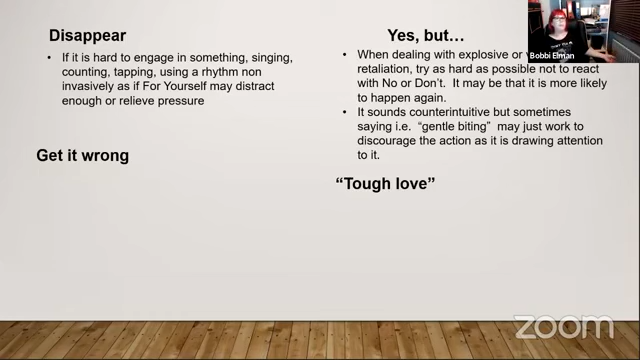 Disappear
• If it is hard to engage in something, singing,
counting, tapping, using a rhythm non
invasively as if For Yourself may distract
enough or relieve pressure
Get it wrong
Yes, but…
• When dealing with explosive or
retaliation, try as hard as possible not to react
with No or Don’t.  It may be that it is more likely
to happen again.
• It sounds counterintuitive but sometimes
saying i.e.  “gentle biting”  may just work to
discourage the action as it is drawing attention
to it.
“Tough love”
Bobbi Elman
zoom